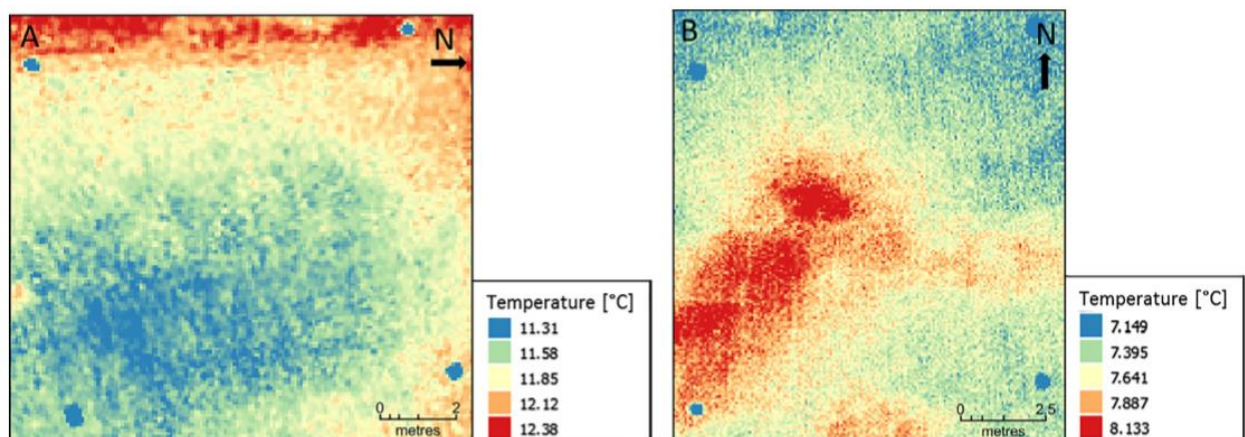 A
N
Temperature [°C]
11.31
11.58
11.85
12.12
12.38
0 2
metres
B
N
Temperature [°C]
7.149
7.395
7.641
7.887
8.133
0 2.5
metres